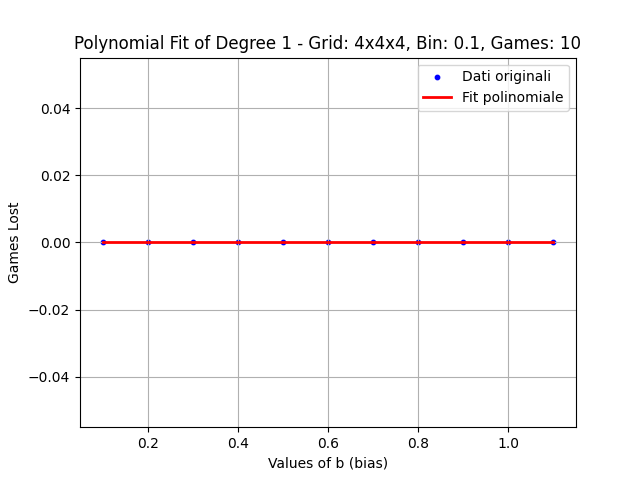 Polynomial Fit of Degree 1 - Grid: 4x4x4, Bin: 0.1, Games: 10
Dati originali
Fit polinomiale
0.04
0.02
0.00
−0.02
−0.04
Games Lost
0.2
0.4
0.6
0.8
1.0
Values of b (bias)